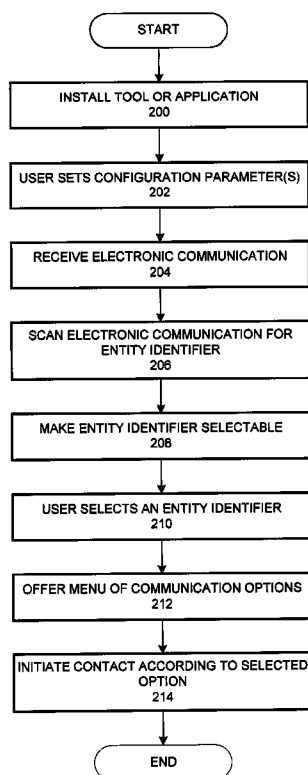 START
INSTALL TOOL OR APPLICATION
200
USER SETS CONFIGURATION PARAMETER(S)
202
RECEIVE ELECTRONIC COMMUNICATION
204
SCAN ELECTRONIC COMMUNICATION FOR
ENTITY IDENTIFIER
206
MAKE ENTITY IDENTIFIER SELECTABLE
208
USER SELECTS AN ENTITY IDENTIFIER
210
OFFER MENU OF COMMUNICATION OPTIONS
212
INITIATE CONTACT ACCORDING TO SELECTED
OPTION
214
END